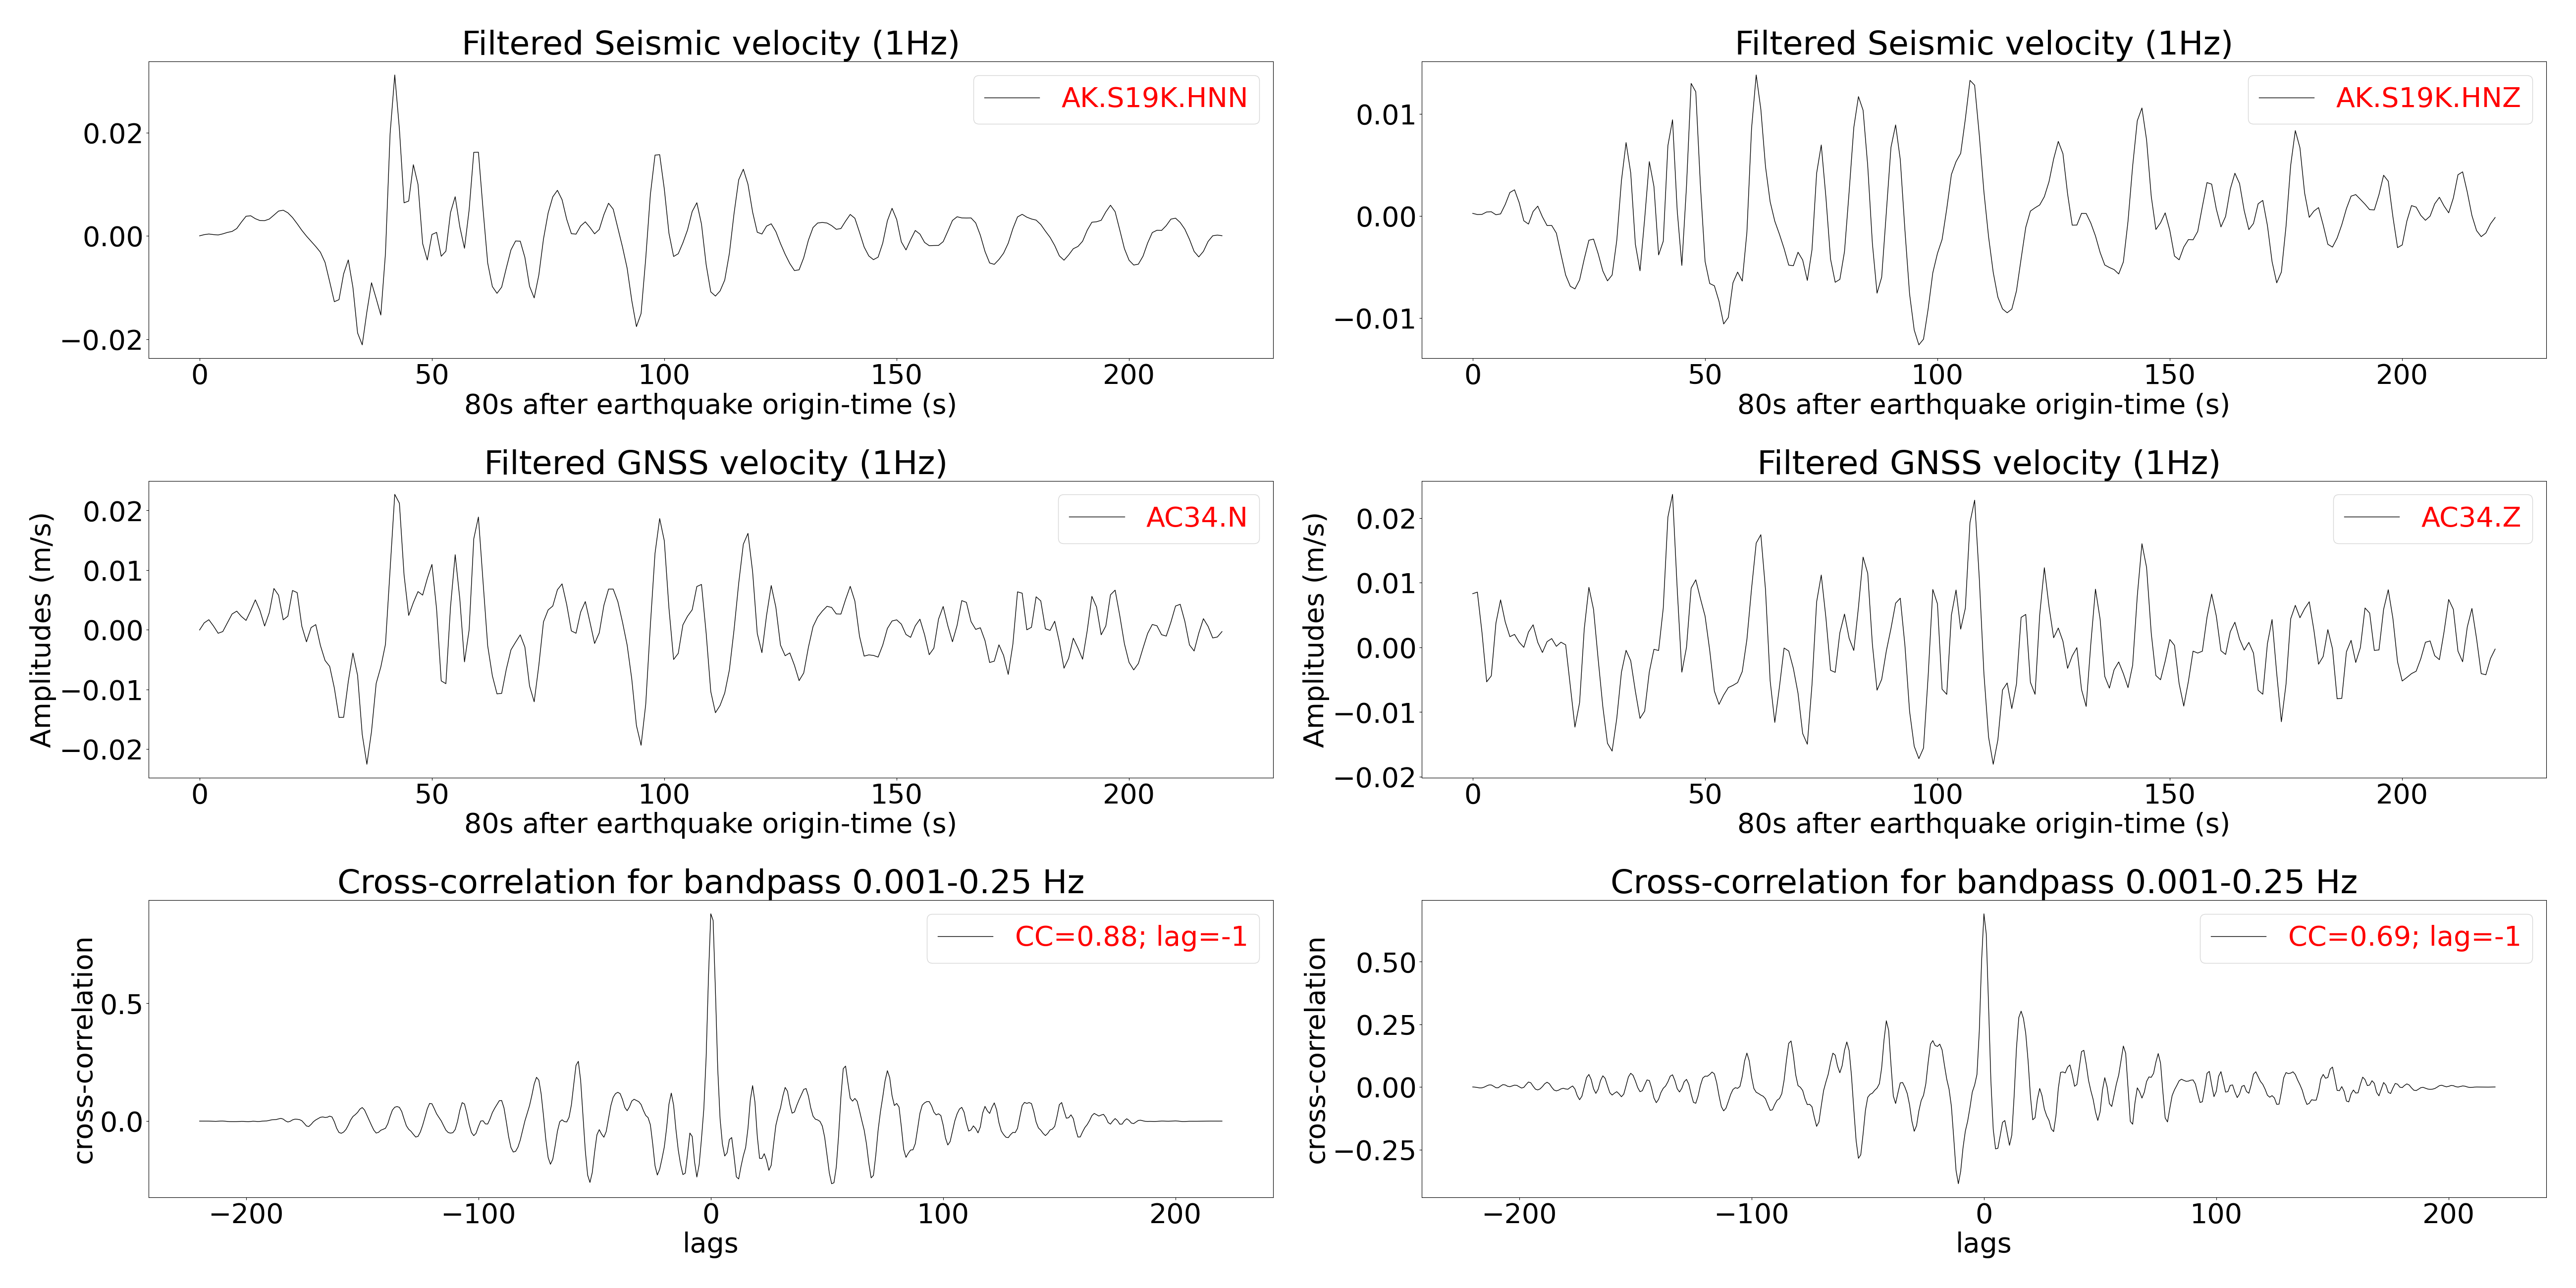 Filtered Seismic velocity (1Hz)
AK.S19K.HNN
0.02
0.00
−0.02
0 50 100 150 200
80s after earthquake origin-time (s)
Filtered Seismic velocity (1Hz)
AK.S19K.HNZ
0.01
0.00
−0.01
0 50 100 150 200
80s after earthquake origin-time (s)
Filtered GNSS velocity (1Hz)
AC34.N
Amplitudes (m/s)
0.02
0.01
0.00
−0.01
−0.02
0 50 100 150 200
80s after earthquake origin-time (s)
Filtered GNSS velocity (1Hz)
AC34.Z
Amplitudes (m/s)
0.02
0.01
0.00
−0.01
−0.02
0 50 100 150 200
80s after earthquake origin-time (s)
Cross-correlation for bandpass 0.001-0.25 Hz
CC=0.88; lag=-1
cross-correlation
0.5
0.0
−200 −100 0 100 200
lags
Cross-correlation for bandpass 0.001-0.25 Hz
CC=0.69; lag=-1
cross-correlation
0.50
0.25
0.00
−0.25
−200 −100 0 100 200
lags